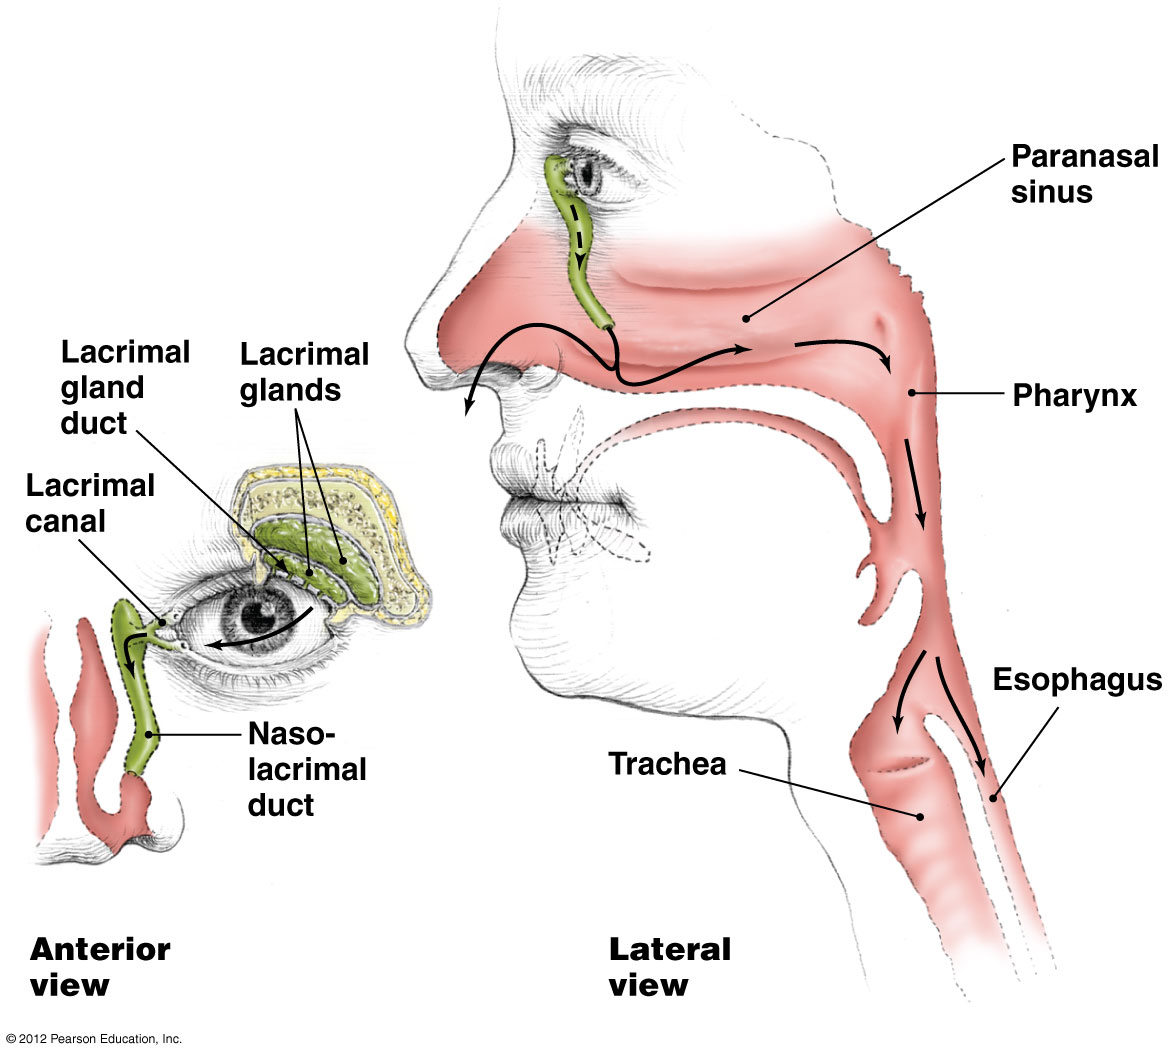 Paranasal
sinus
Lacrimal
gland
duct
Lacrimal
glands
Pharynx
Lacrimal
canal
Esophagus
Naso-
lacrimal
duct
Trachea
Anterior
view
Lateral
view
© 2012 Pearson Education, Inc.